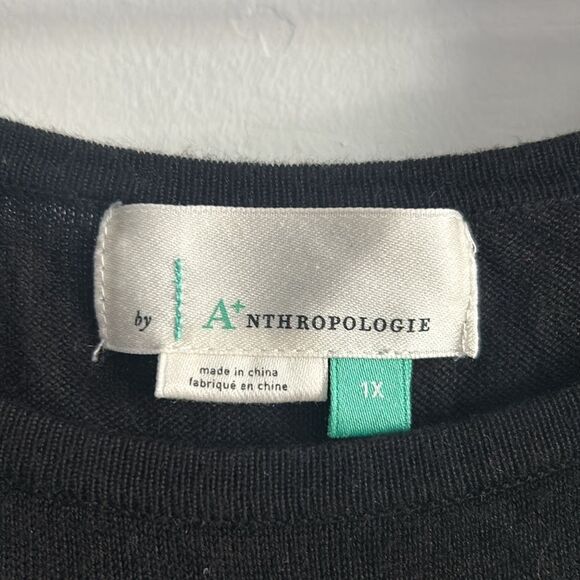 by A+NTHROPOLOGIE
made in china
fabriqué en chine
1X